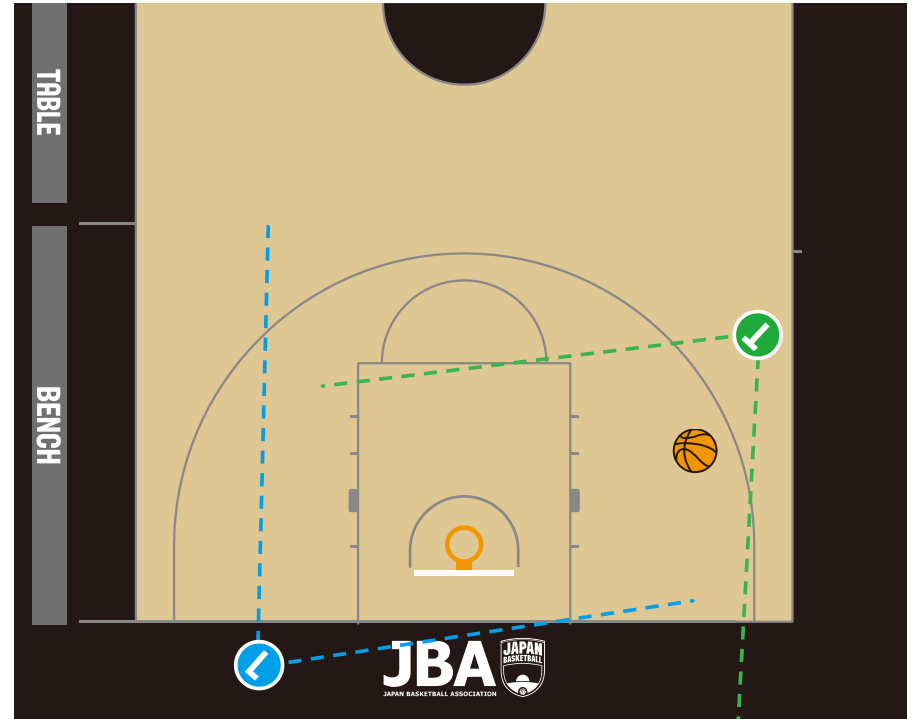 TABLE
BENCH
JBA
JAPAN BASKETBALL ASSOCIATION
JAPAN
BASKETBALL